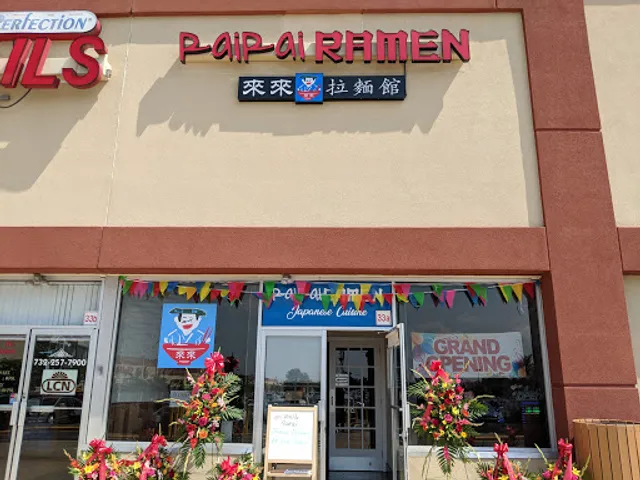 PERFECTION®
ILS
PaiPai RAMEN
來來 拉麵館
PAIPAI RAMEN
Japanese Cuisine
33a
33b
來來
GRAND
OPENING
732-257-7900
LCN